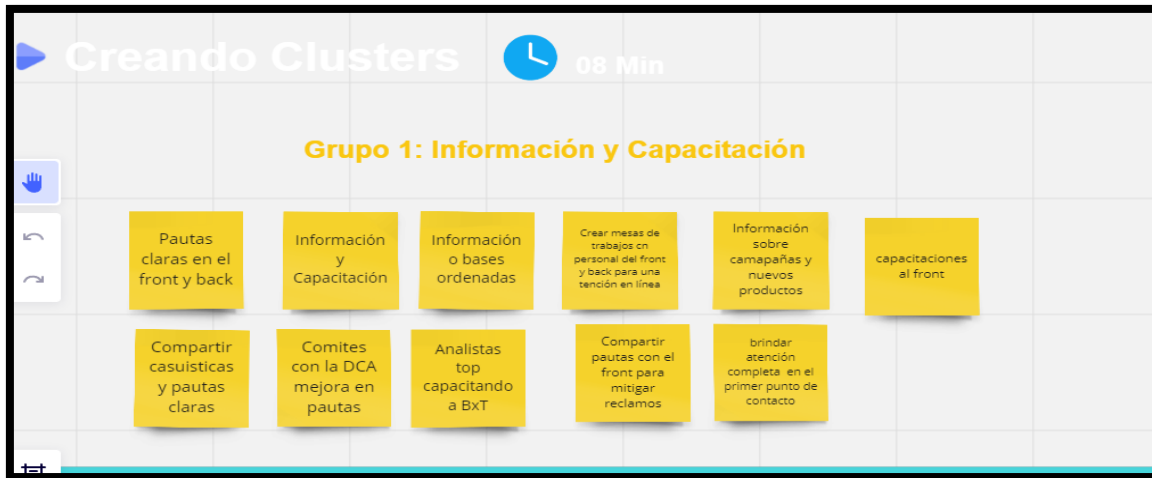 Creando Clusters
08 Min
Grupo 1: Información y Capacitación
Pautas
claras en el
front y back
Información
y
Capacitación
Información
o bases
ordenadas
Crear mesas de
trabajos cn
personal del front
y back para una
tención en línea
Información
sobre
camapañas y
nuevos
productos
capacitaciones
al front
Compartir
casuisticas
y pautas
claras
Comites
con la DCA
mejora en
pautas
Analistas
top
capacitando
a BxT
Compartir
pautas con el
front para
mitigar
reclamos
brindar
atención
completa en el
primer punto de
contacto